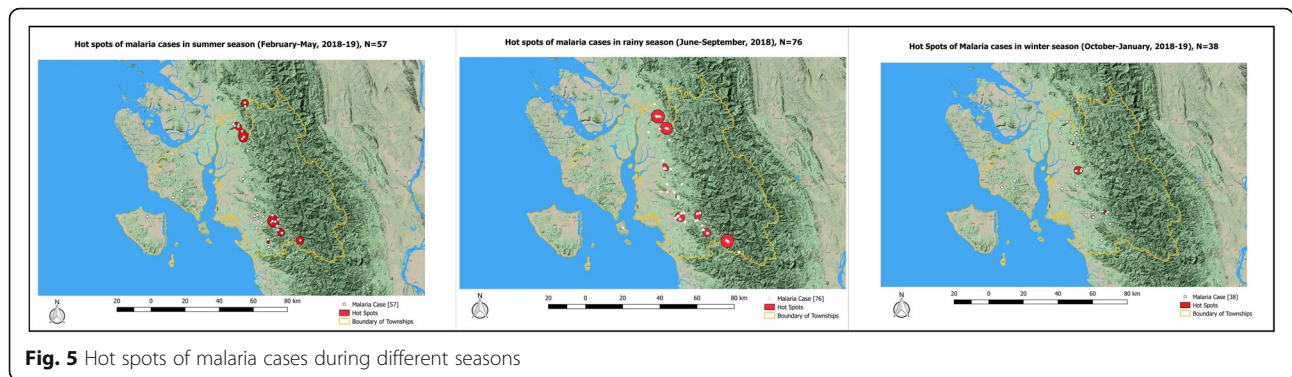 Hot spots of malaria cases in summer season (February-May, 2018-19), N=57
N
20 0 20 40 60 80 km
Malaria Case [57]
Hot Spots
Boundary of Townships
Hot spots of malaria cases in rainy season (June-September, 2018), N=76
N
20 0 20 40 60 80 km
Malaria Case [76]
Hot Spots
Boundary of Townships
Hot Spots of Malaria cases in winter season (October-January, 2018-19), N=38
N
20 0 20 40 60 80 km
Malaria Case [38]
Hot Spots
Boundary of Townships
Fig. 5 Hot spots of malaria cases during different seasons